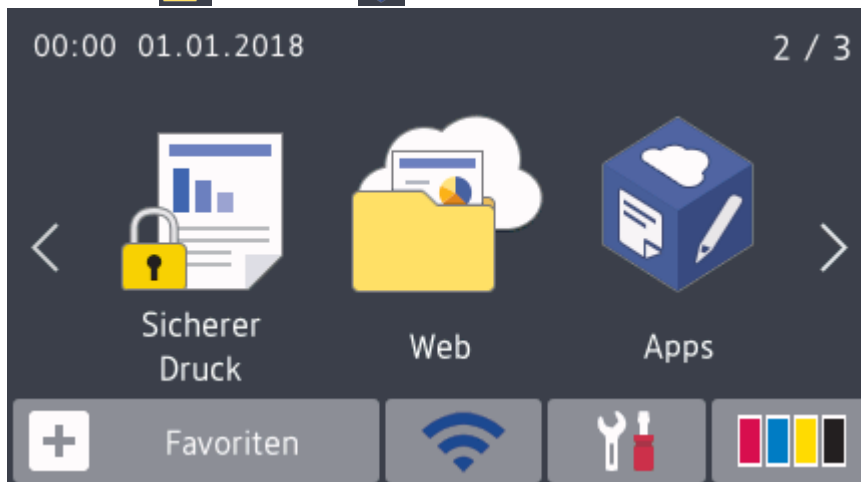 00:00 01.01.2018
2 / 3
Sicherer
Druck
Web
Apps
Favoriten